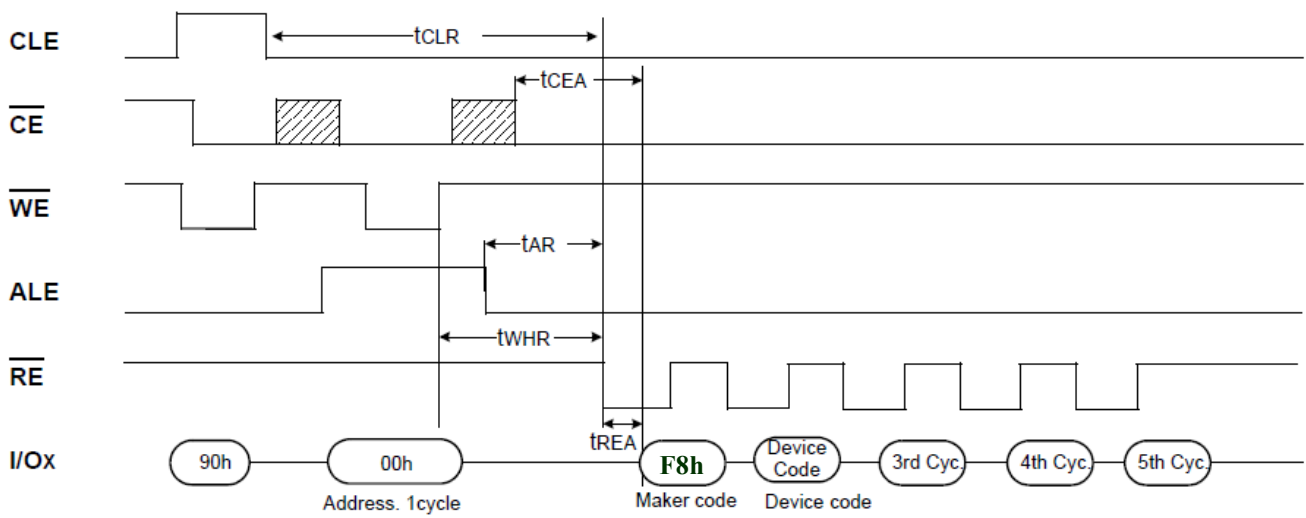 CLE
tCLR
tCEA
CE
WE
tAR
ALE
tWHR
RE
tREA
I/Ox
90h
00h
F8h
Device
Code
3rd Cyc.
4th Cyc.
5th Cyc.
Address. 1cycle
Maker code
Device code